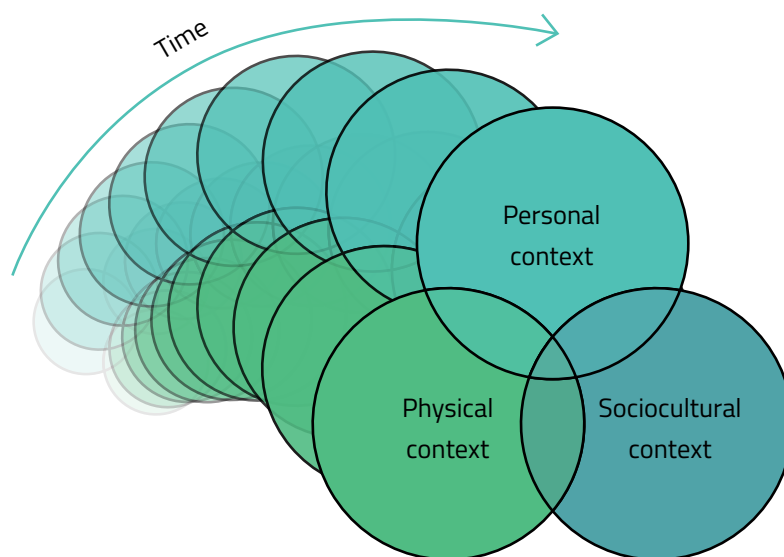 Time
Personal
context
Physical
context
Sociocultural
context